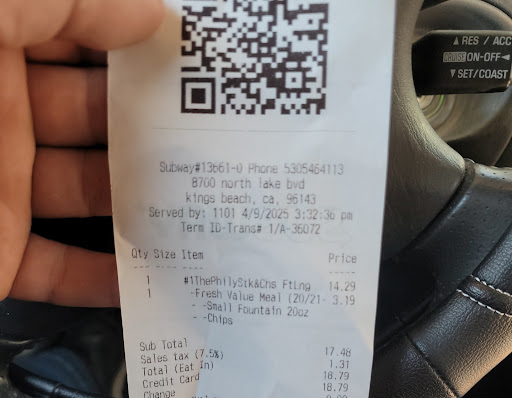 ▲ RES / ACC
CRUISE ON-OFF ◄
▼ SET/COAST
Subway#13661-0 Phone 5305464113
8700 north lake bvd
kings beach, ca, 96143
Served by: 1101 4/9/2025 3:32:36 pm
Term ID-Trans# 1/A-36072
Qty Size Item Price
1 #1ThePhilyStk&Chs FtLng 14.29
1 -Fresh Value Meal (20/21- 3.19
- -Small Fountain 20oz
- -Chips
Sub Total 17.48
Sales tax (7.5%) 1.31
Total (Eat In) 18.79
Credit Card 18.79
Change 0.00